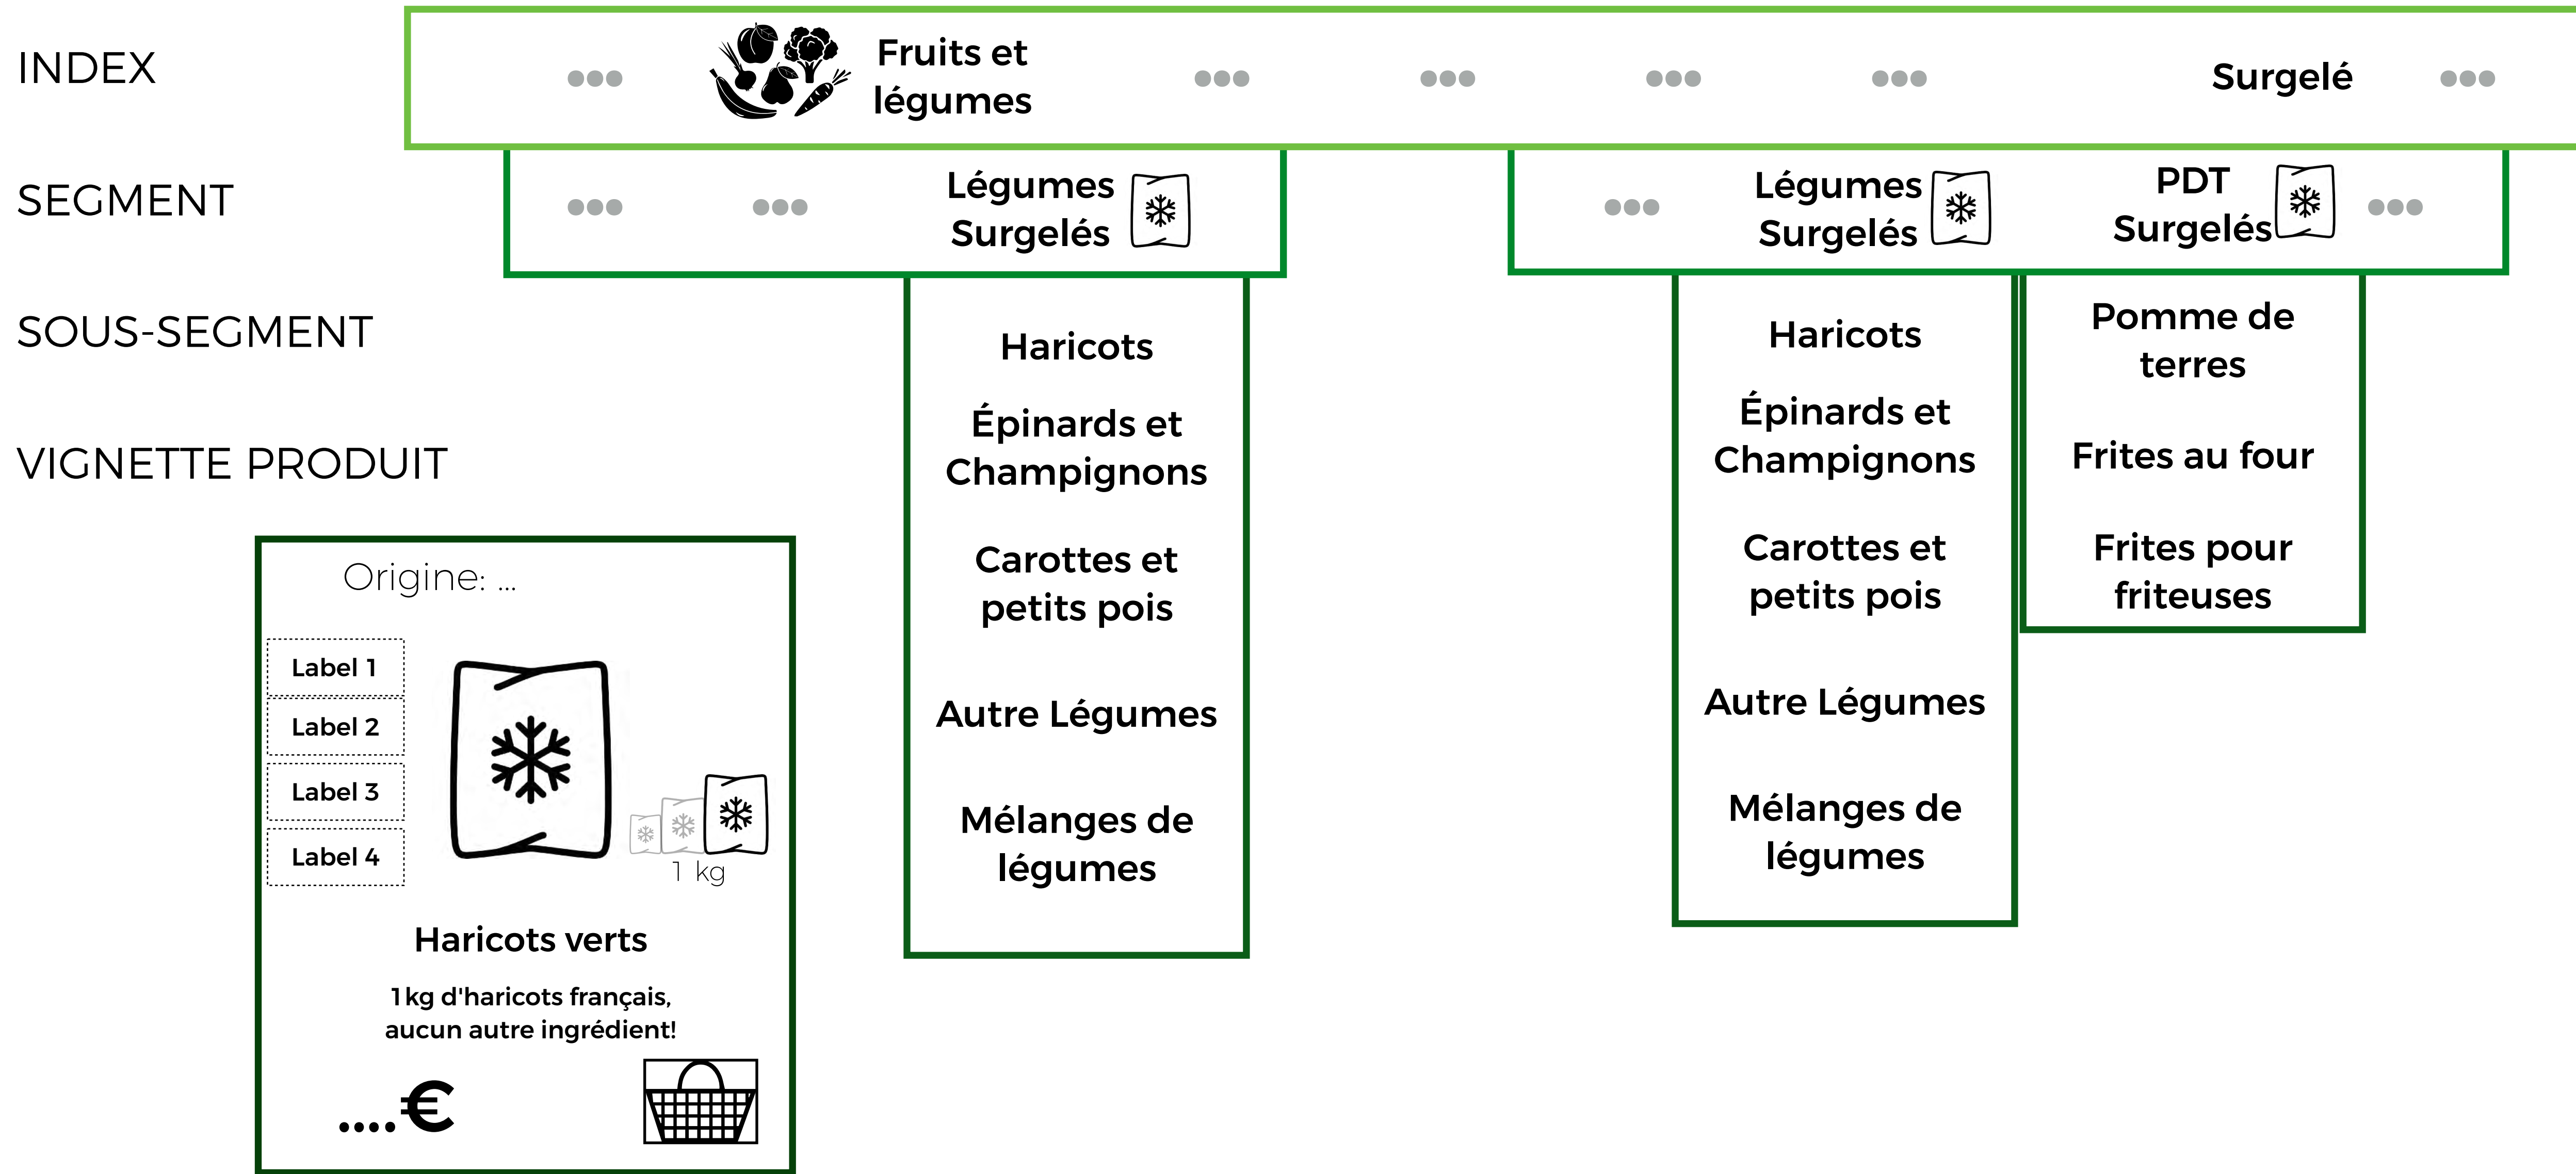 INDEX
Fruits et
légumes
Surgelé
SEGMENT
Légumes
Surgelés
Légumes
Surgelés
PDT
Surgelés
SOUS-SEGMENT
VIGNETTE PRODUIT
Haricots
Épinards et
Champignons
Carottes et
petits pois
Autre Légumes
Mélanges de
légumes
Haricots
Épinards et
Champignons
Carottes et
petits pois
Autre Légumes
Mélanges de
légumes
Pomme de
terres
Frites au four
Frites pour
friteuses
Origine: ...
Label 1
Label 2
Label 3
Label 4
1 kg
Haricots verts
1kg d'haricots français,
aucun autre ingrédient!
....€